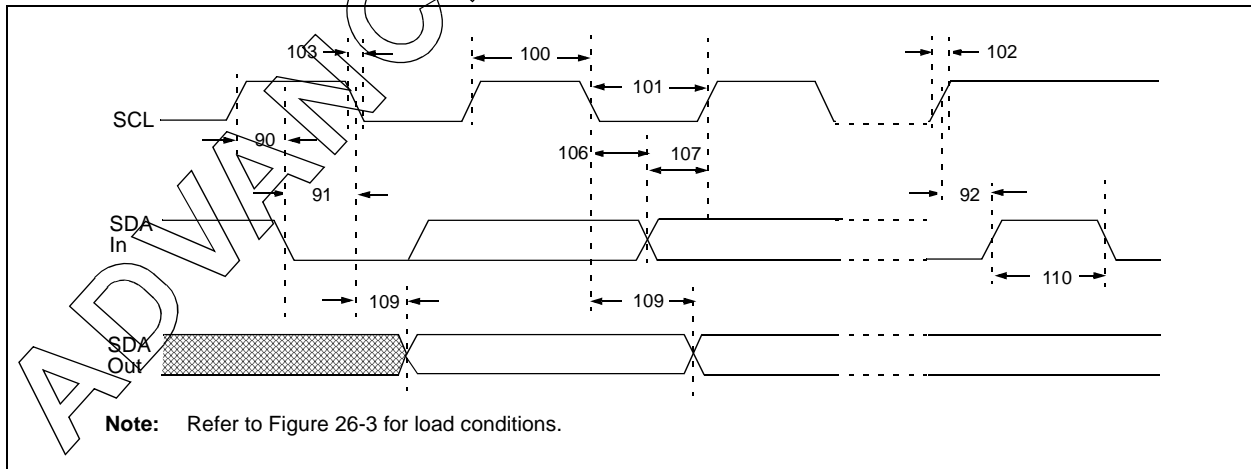 103
100
101
102
SCL
90
106
107
91
92
SDA
In
110
109
109
SDA
Out
Note: Refer to Figure 26-3 for load conditions.
ADVANC